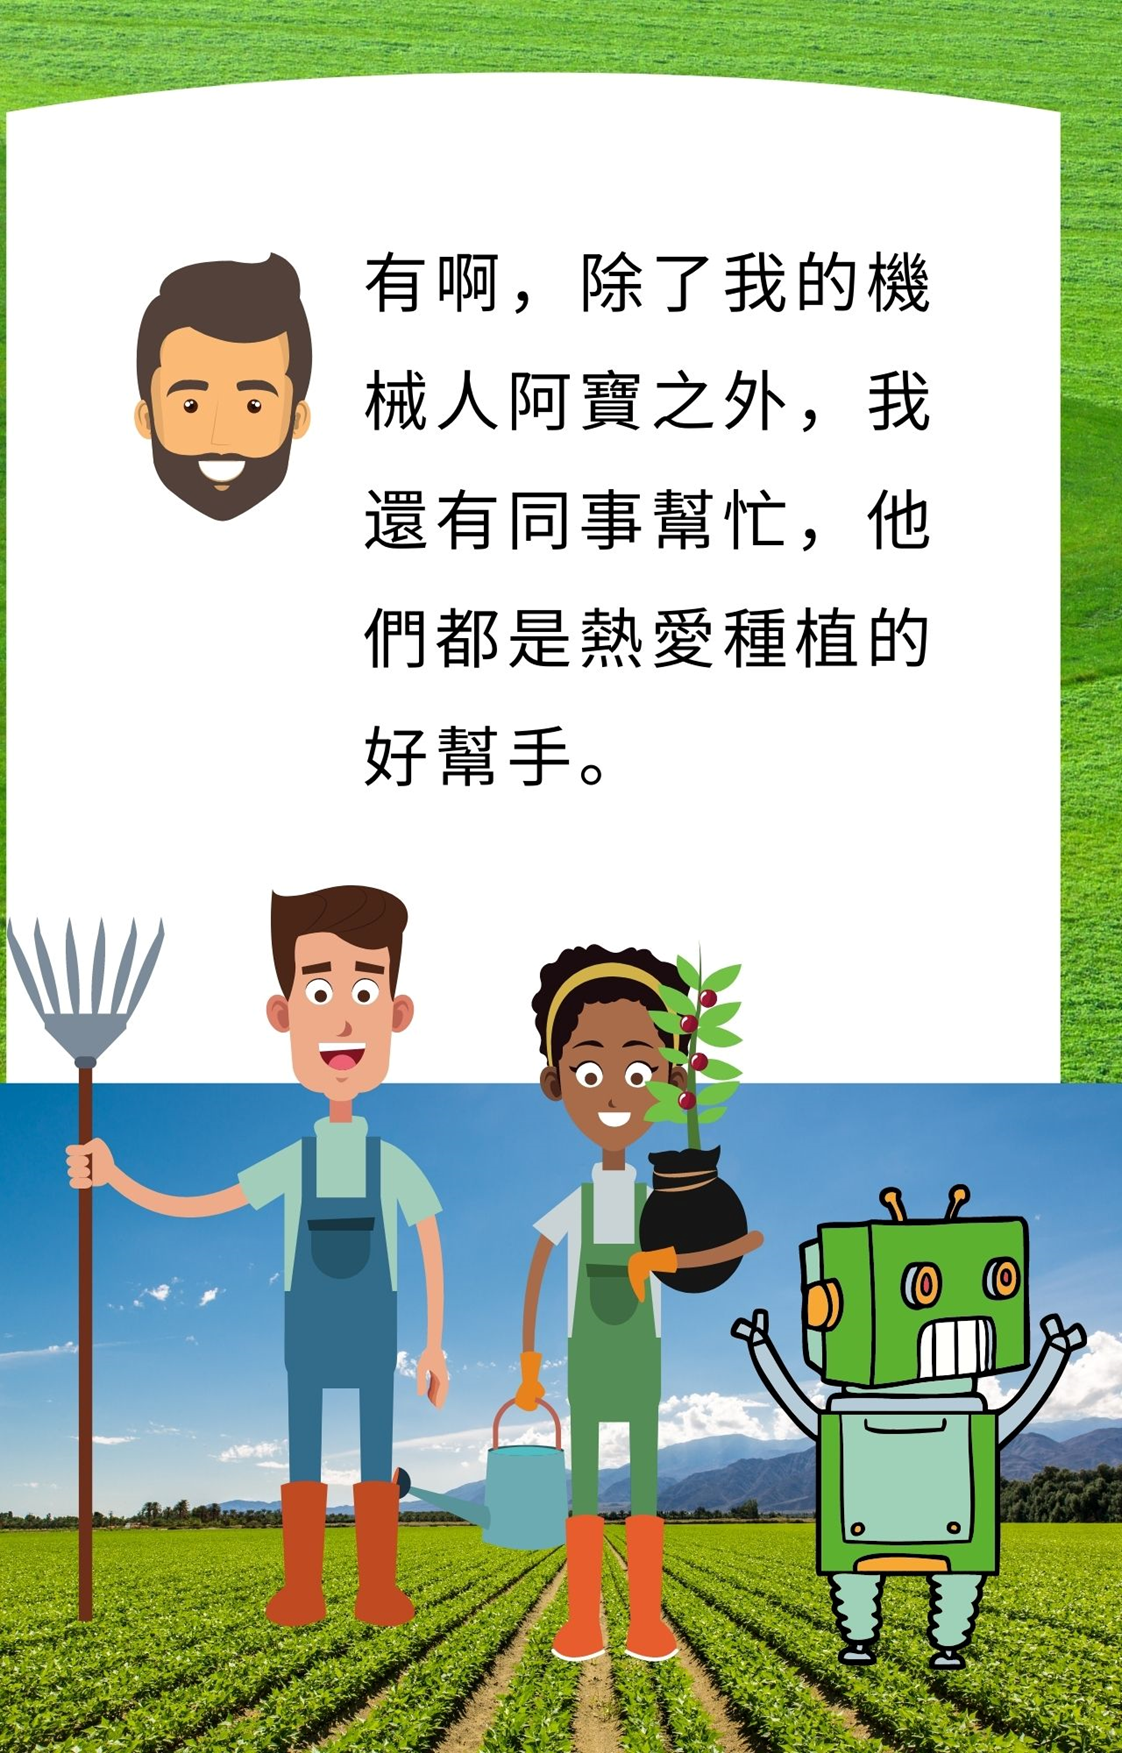 有啊，除了我的機
械人阿寶之外，我
還有同事幫忙，他
們都是熱愛種植的
好幫手。